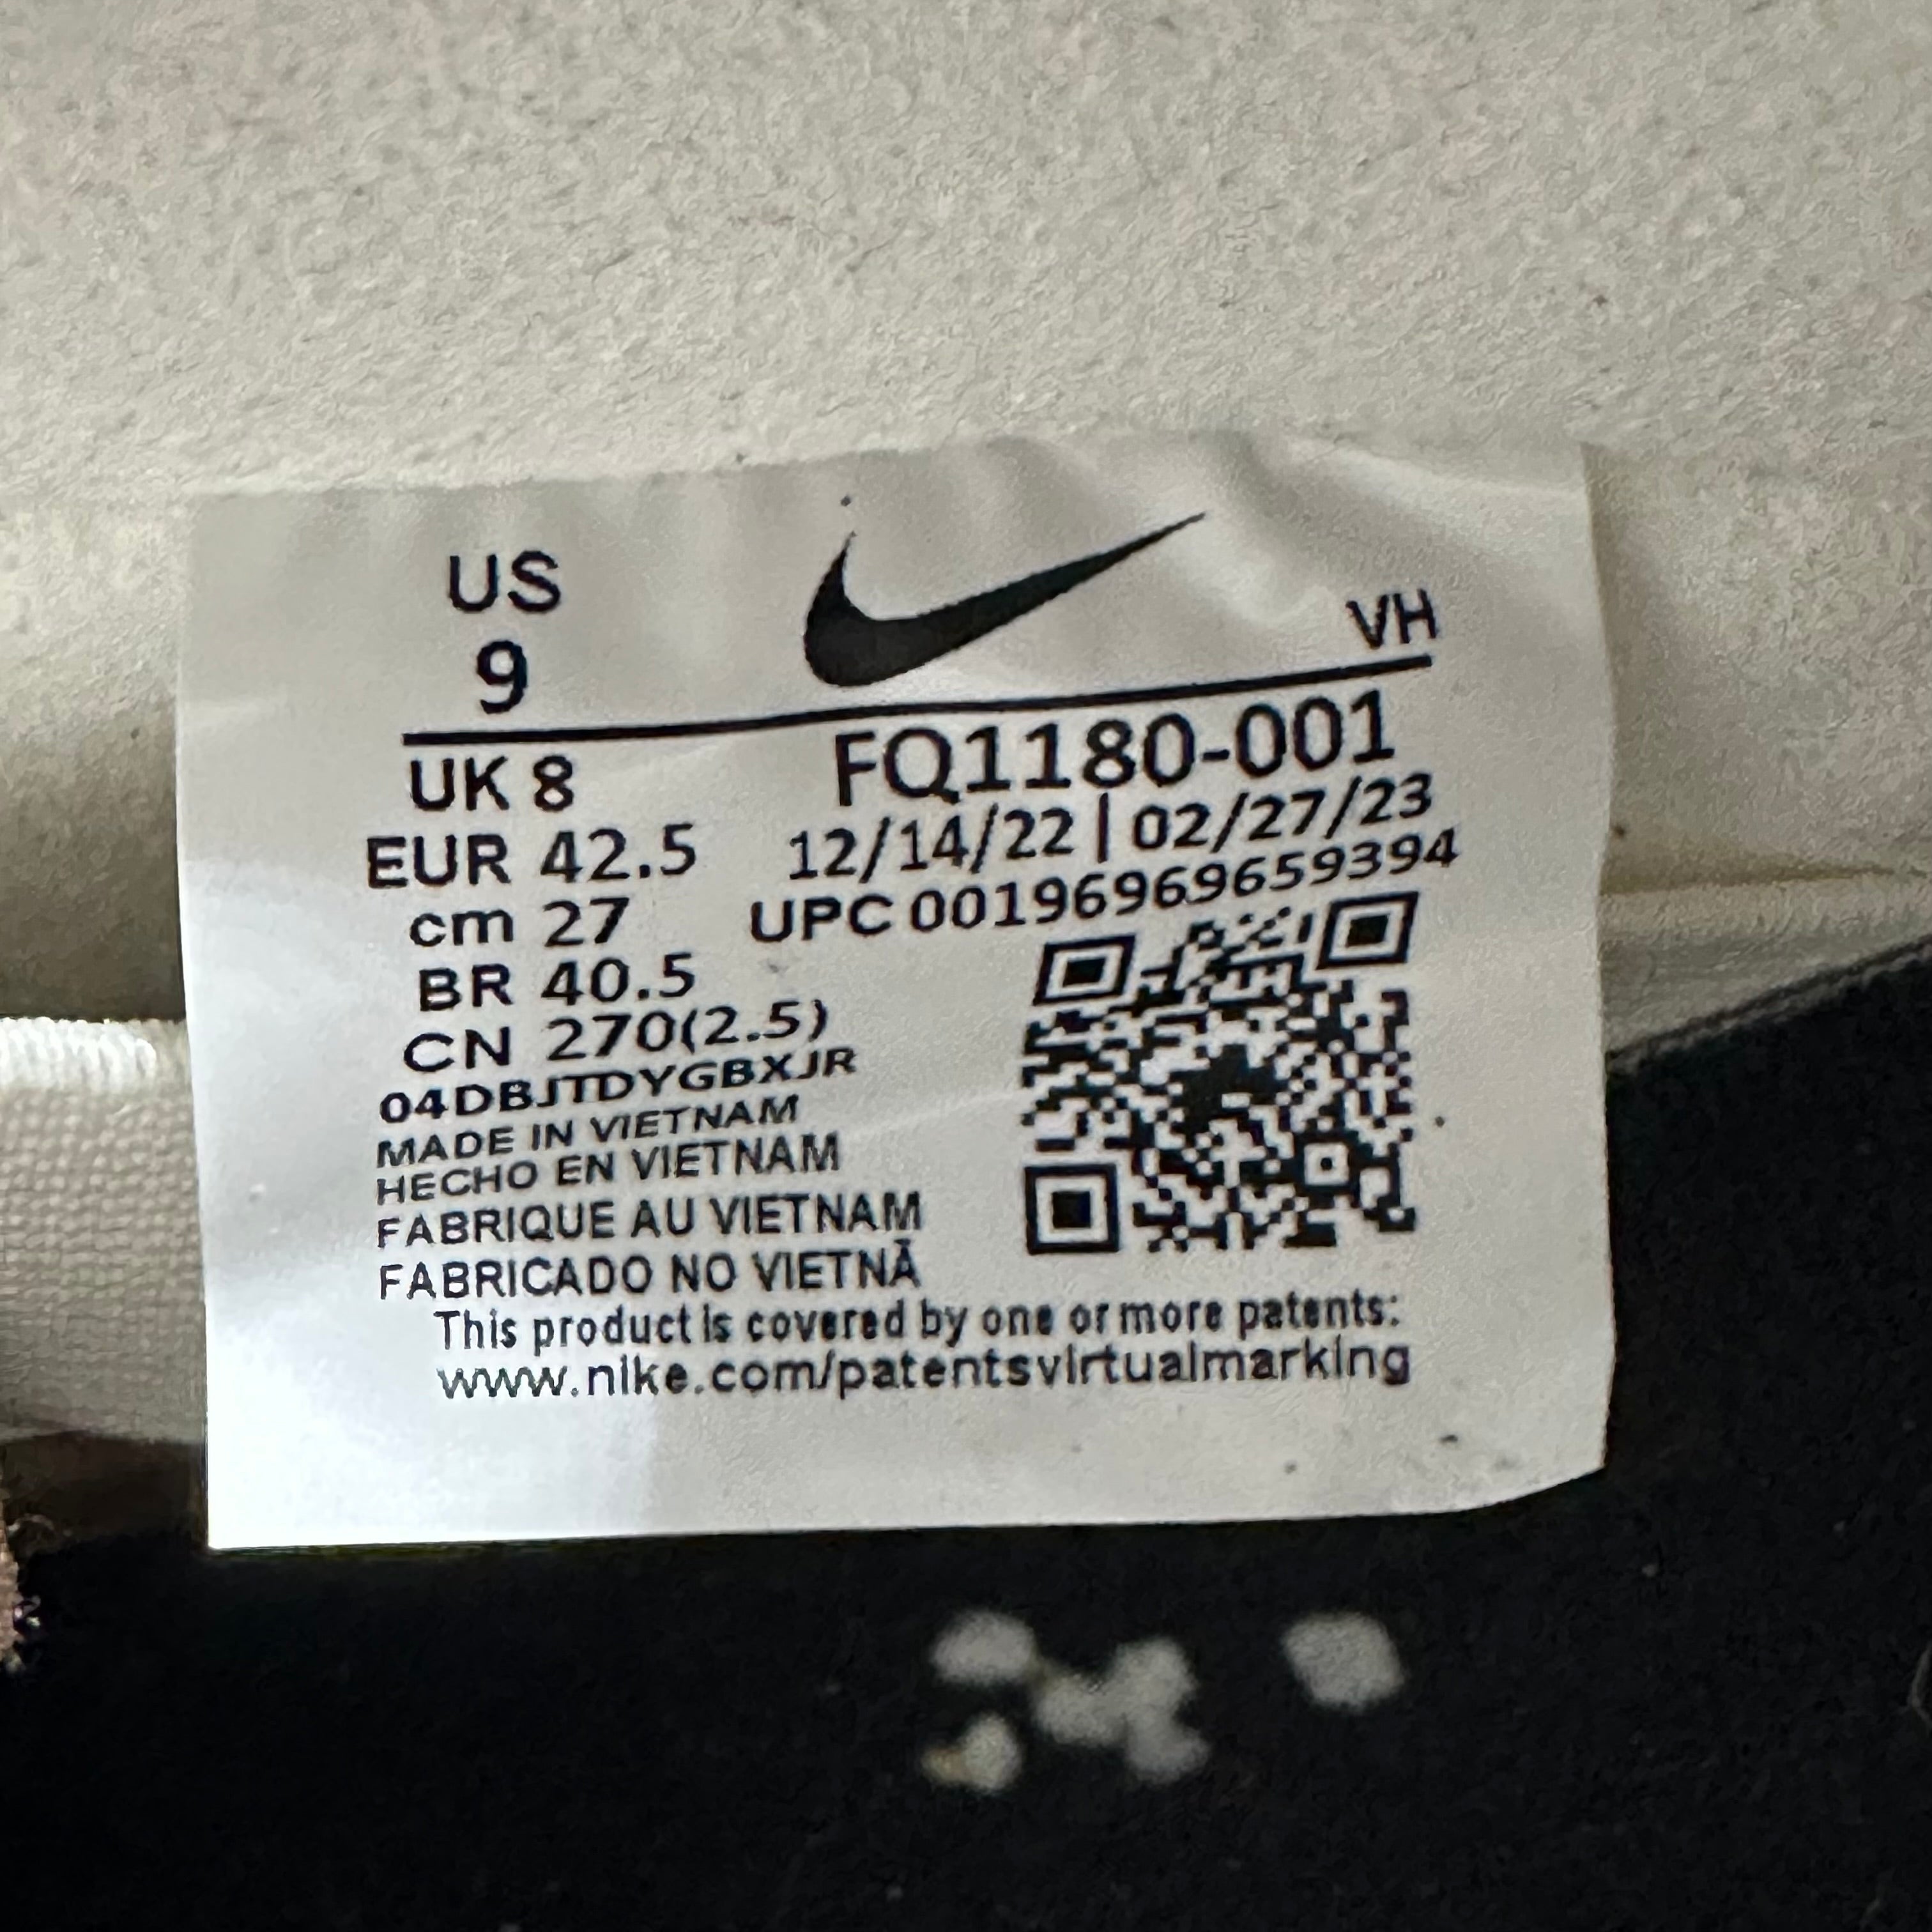 US
9
VH
UK 8
FQ1180-001
EUR 42.5
12/14/22 | 02/27/23
cm 27
UPC 00196969659394
BR 40.5
CN 270(2.5)
04DBJTDYGBXJR
MADE IN VIETNAM
HECHO EN VIETNAM
FABRIQUE AU VIETNAM
FABRICADO NO VIETNÃ
This product is covered by one or more patents:
www.nike.com/patentsvirtualmarking